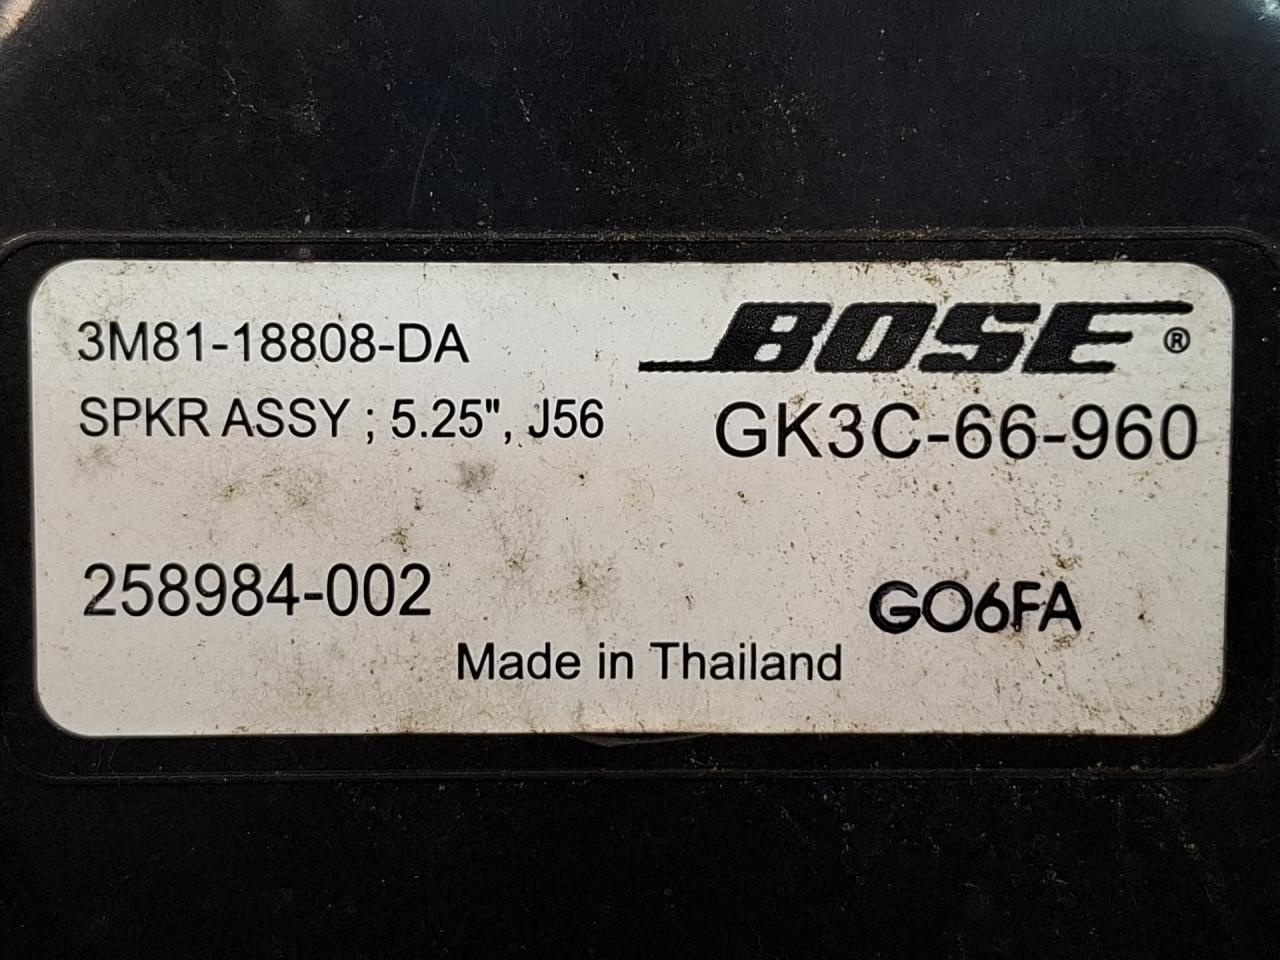 3M81-18808-DA
BOSE®
SPKR ASSY ; 5.25", J56
GK3C-66-960
258984-002
GO6FA
Made in Thailand